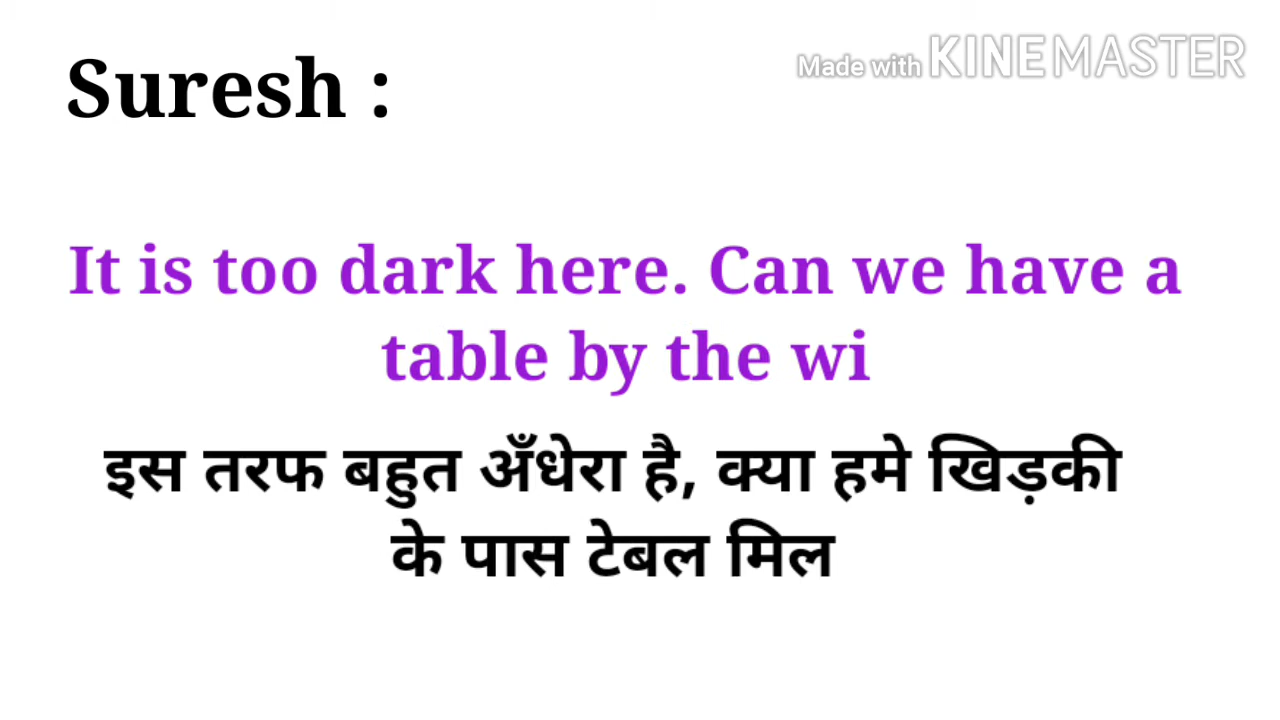 Suresh :
Made with KINEMASTER
It is too dark here. Can we have a
table by the wi
इस तरफ बहुत अँधेरा है, क्या हमे खिड़की
के पास टेबल मिल